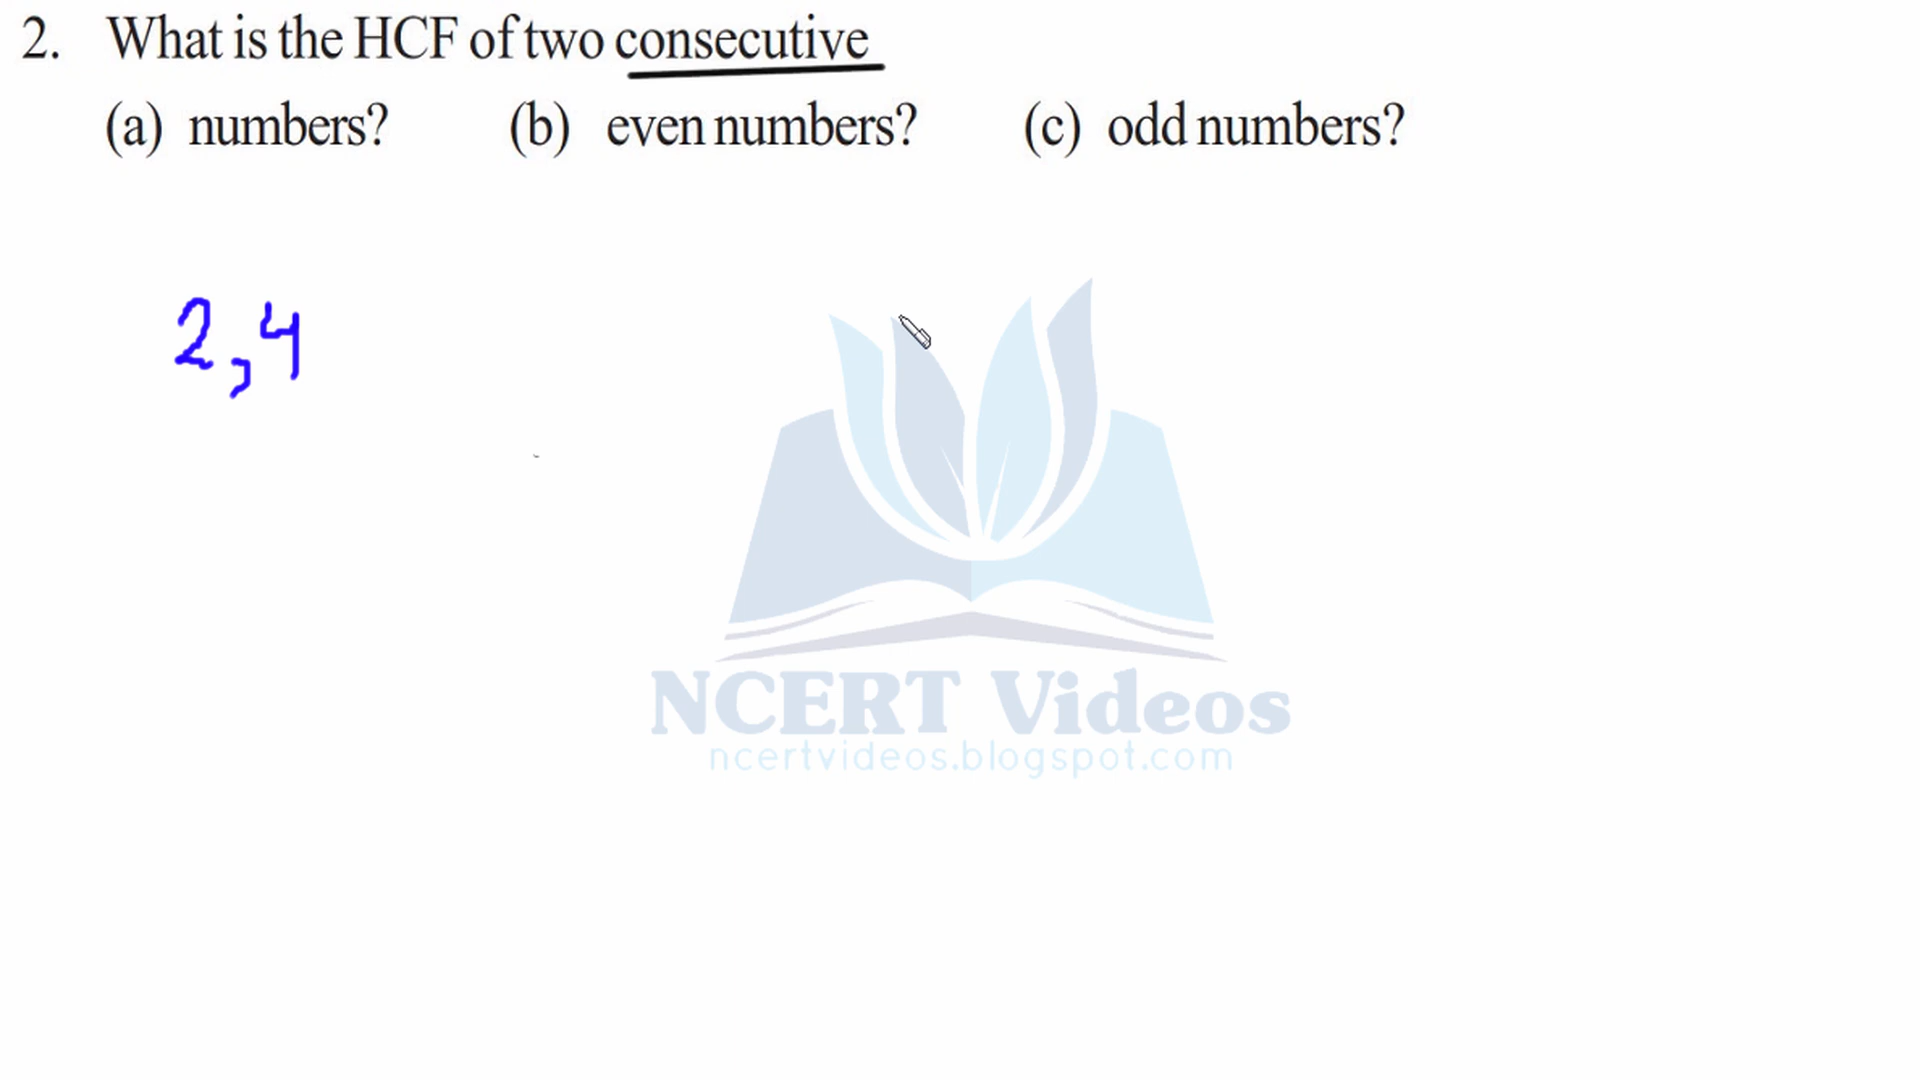 2. What is the HCF of two consecutive
(a) numbers? (b) even numbers? (c) odd numbers?
2,4
NCERT Videos
ncertvideos.blogspot.com